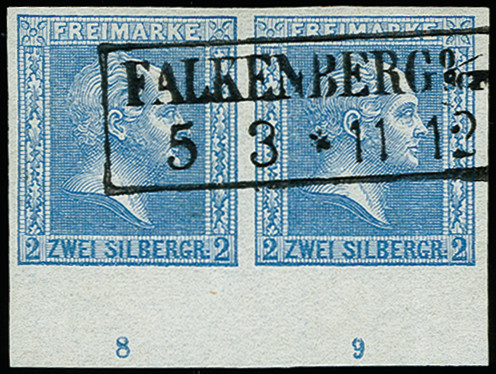 FREIMARKE FREIMARKE
FALKENBERG
5 3 * 11 12
2 ZWEI SILBERGR: 2 2 ZWEI SILBERGR: 2
8 9